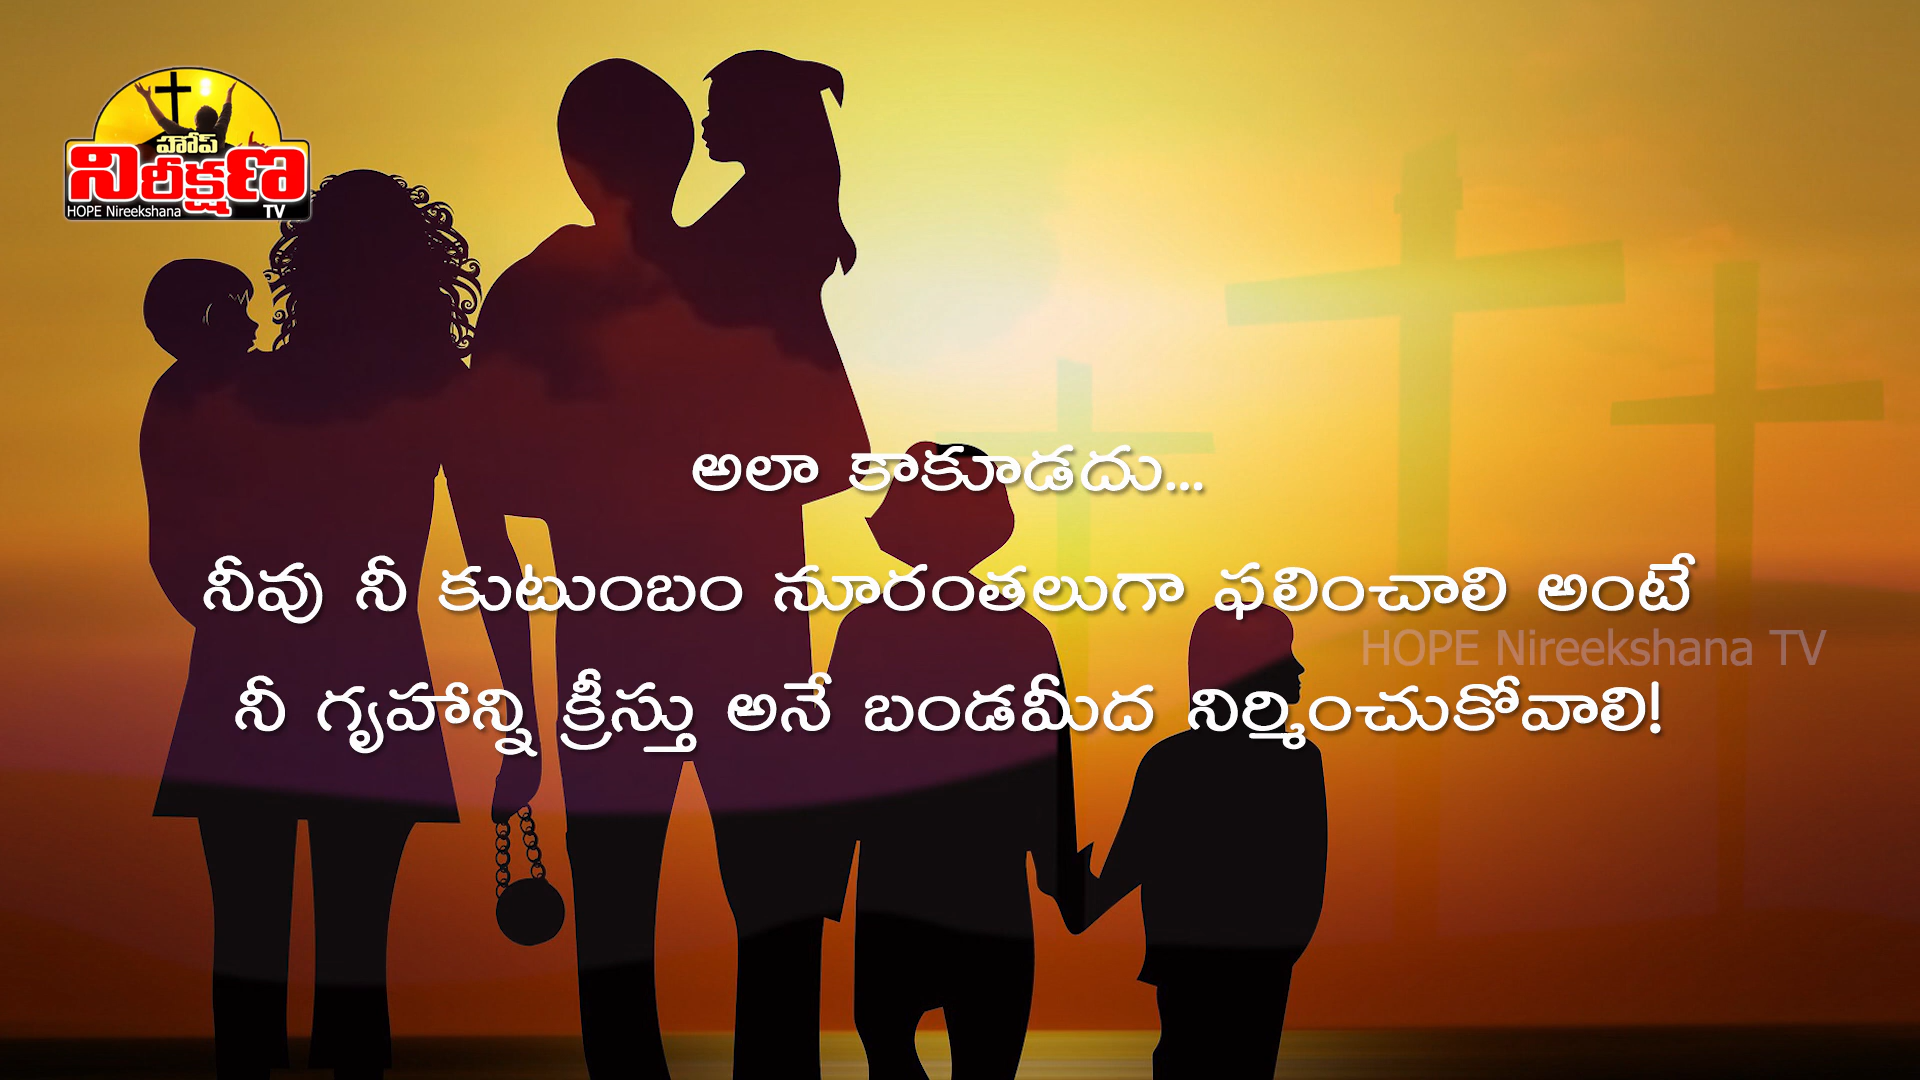 హోప్
నిరీక్షణ
HOPE Nireekshana TV
అలా కాకూడదు...
నీవు నీ కుటుంబం నూరంతలుగా ఫలించాలి అంటే
HOPE Nireekshana TV
నీ గృహాన్ని క్రీస్తు అనే బండమీద నిర్మించుకోవాలి!